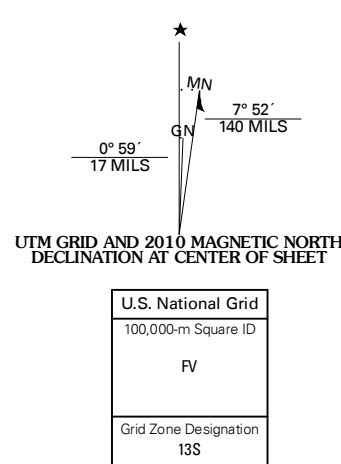 MN
7° 52´
140 MILS
GN
0° 59´
17 MILS
UTM GRID AND 2010 MAGNETIC NORTH
DECLINATION AT CENTER OF SHEET
U.S. National Grid
100,000-m Square ID
FV
Grid Zone Designation
13S